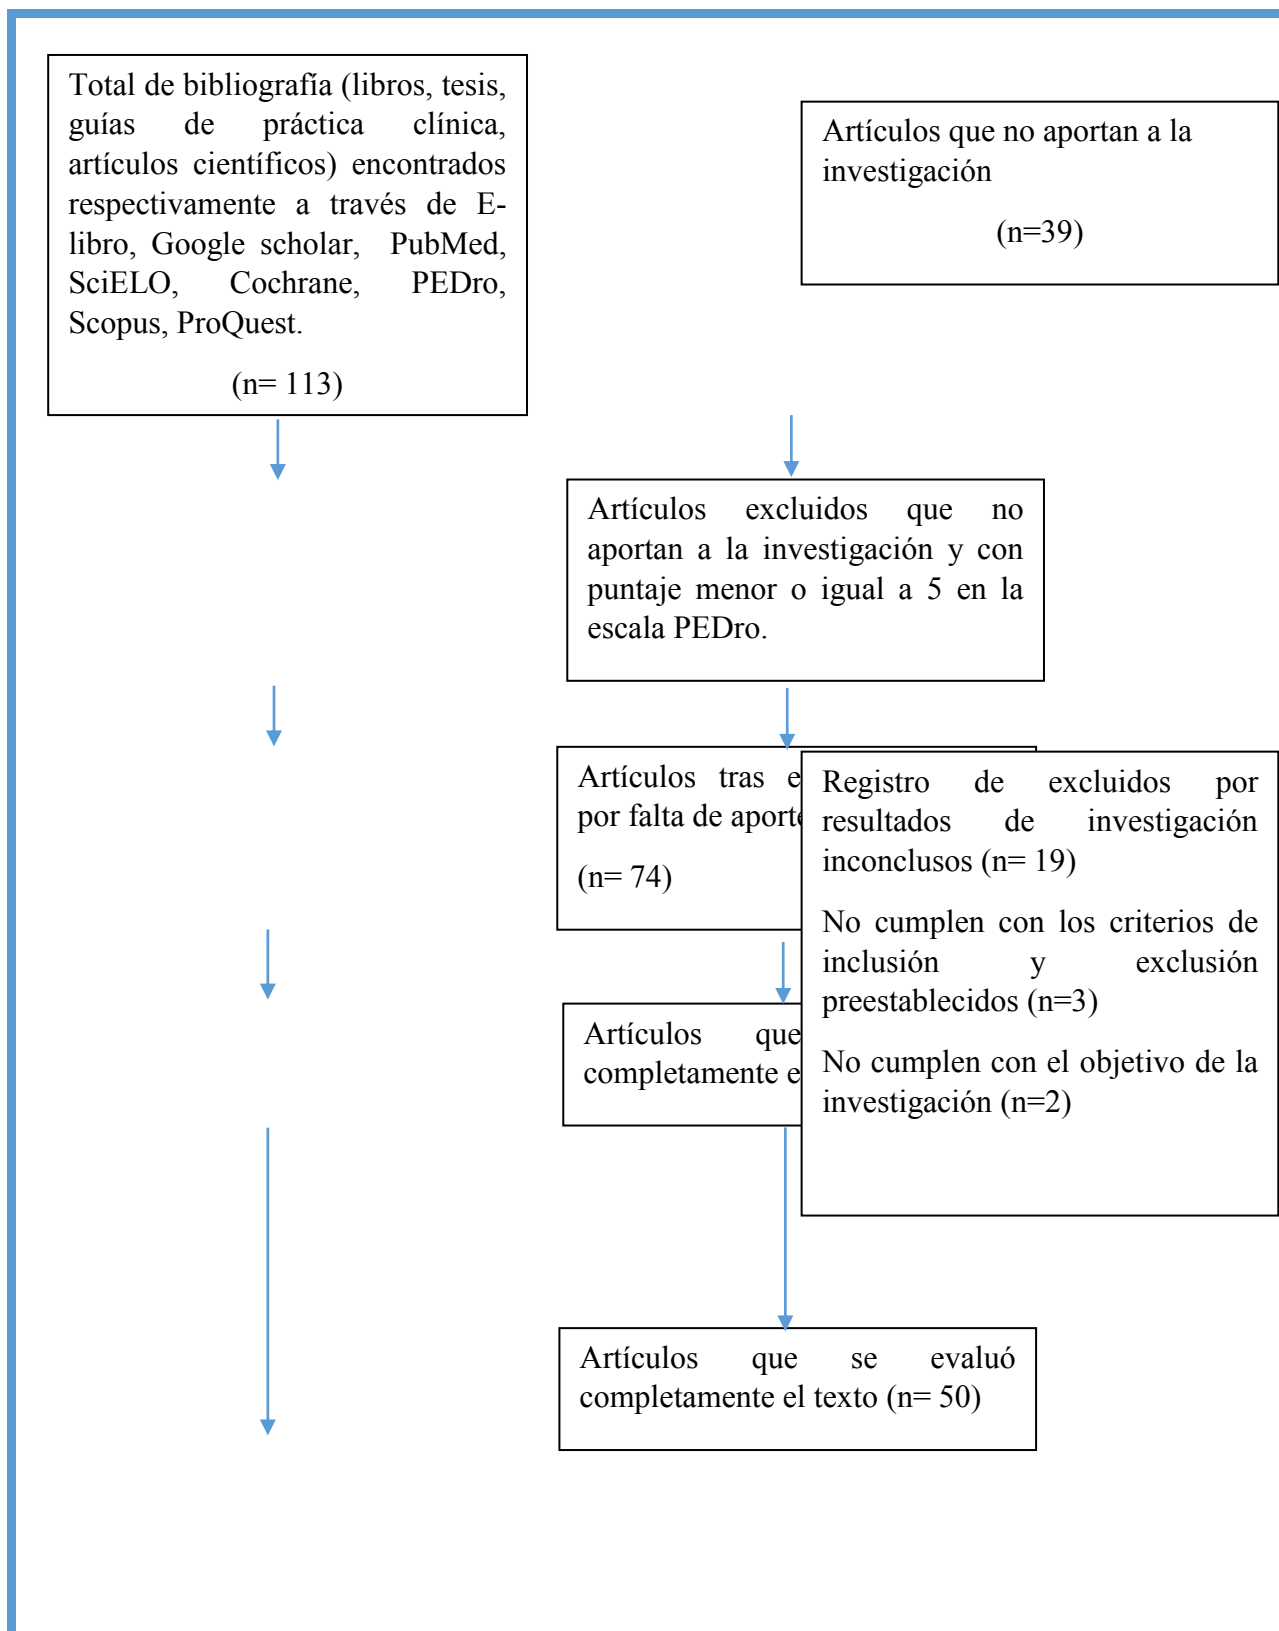 Total de bibliografía (libros, tesis,
guías de práctica clínica,
artículos científicos) encontrados
respectivamente a través de E-
libro, Google scholar, PubMed,
SciELO, Cochrane, PEDro,
Scopus, ProQuest.
(n= 113)
Artículos que no aportan a la
investigación
(n=39)
Artículos excluidos que no
aportan a la investigación y con
puntaje menor o igual a 5 en la
escala PEDro.
Artículos tras
por falta de
(n= 74)
Registro de excluidos por
resultados de investigación
inconclusos (n= 19)
No cumplen con los criterios de
inclusión y exclusión
preestablecidos (n=3)
No cumplen con el objetivo de la
investigación (n=2)
Artículos que
completamente
Artículos que se evaluó
completamente el texto (n= 50)